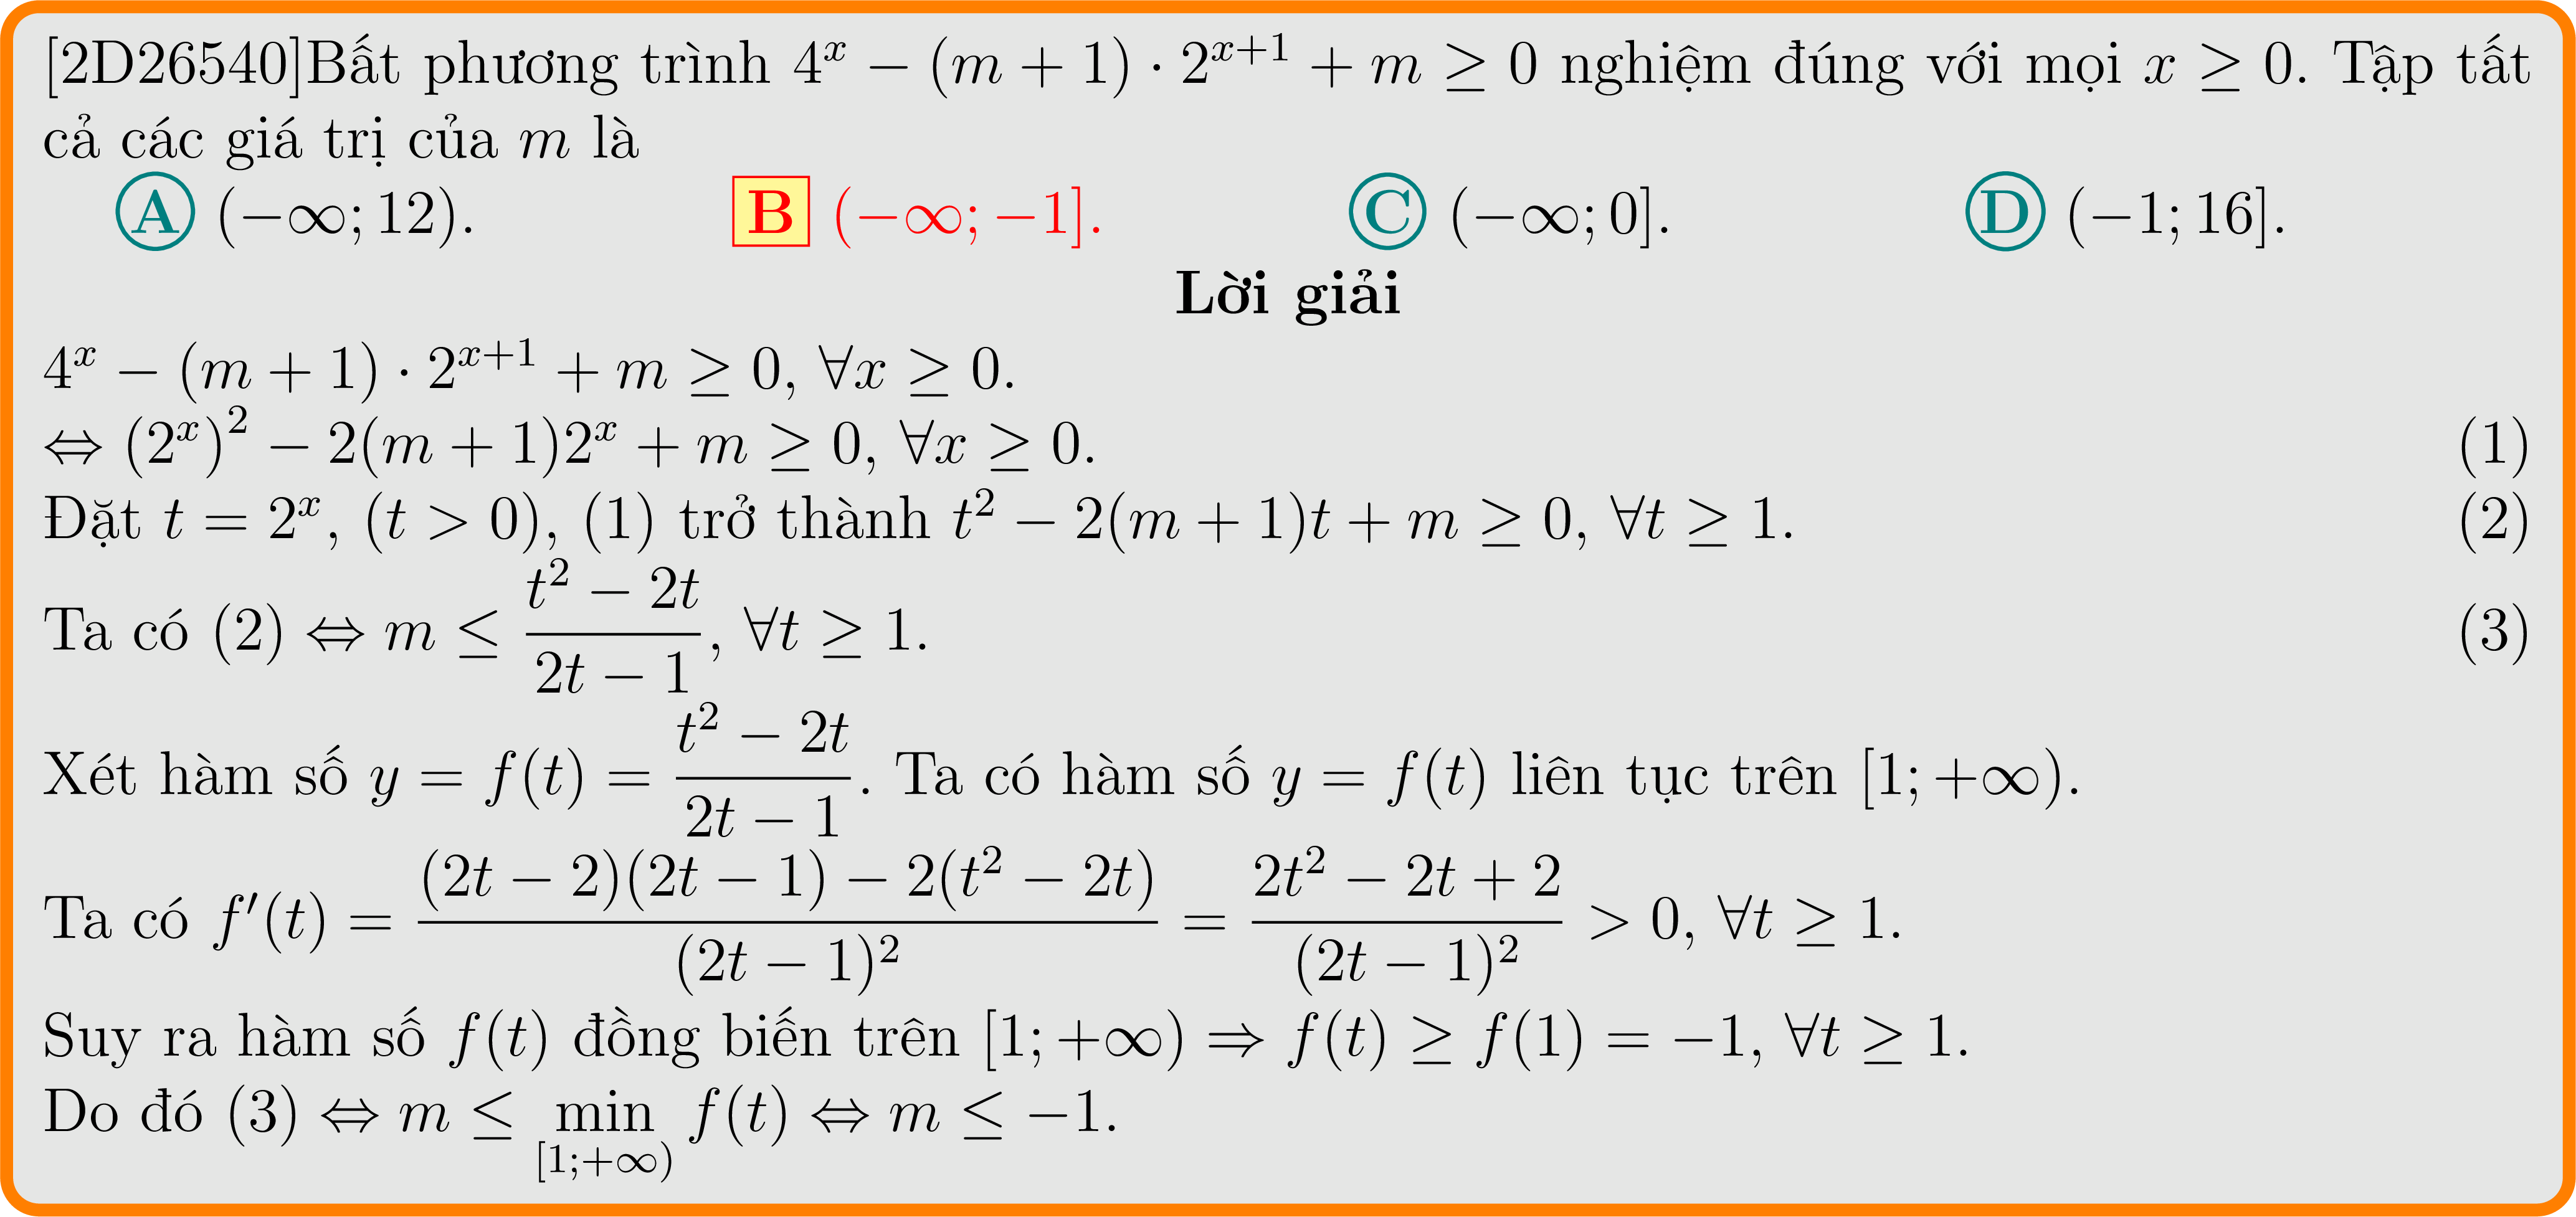 [2D26540]Bất phương trình $4^x - (m + 1) \cdot 2^{x+1} + m \geq 0$ nghiệm đúng với mọi $x \geq 0$. Tập tất
cả các giá trị của $m$ là
A $(-\infty; 12)$. B $(-\infty; -1]$. C $(-\infty; 0]$. D $(-1; 16]$.
Lời giải
$4^x - (m + 1) \cdot 2^{x+1} + m \geq 0, \forall x \geq 0.$
$\Leftrightarrow (2^x)^2 - 2(m + 1)2^x + m \geq 0, \forall x \geq 0.$ (1)
Đặt $t = 2^x, (t > 0)$, (1) trở thành $t^2 - 2(m + 1)t + m \geq 0, \forall t \geq 1.$ (2)
Ta có (2) $\Leftrightarrow m \leq \dfrac{t^2 - 2t}{2t - 1}, \forall t \geq 1.$ (3)
Xét hàm số $y = f(t) = \dfrac{t^2 - 2t}{2t - 1}$. Ta có hàm số $y = f(t)$ liên tục trên $[1; +\infty)$.
Ta có $f'(t) = \dfrac{(2t - 2)(2t - 1) - 2(t^2 - 2t)}{(2t - 1)^2} = \dfrac{2t^2 - 2t + 2}{(2t - 1)^2} > 0, \forall t \geq 1.$
Suy ra hàm số $f(t)$ đồng biến trên $[1; +\infty) \Rightarrow f(t) \geq f(1) = -1, \forall t \geq 1.$
Do đó (3) $\Leftrightarrow m \leq \min\limits_{[1;+\infty)} f(t) \Leftrightarrow m \leq -1.$